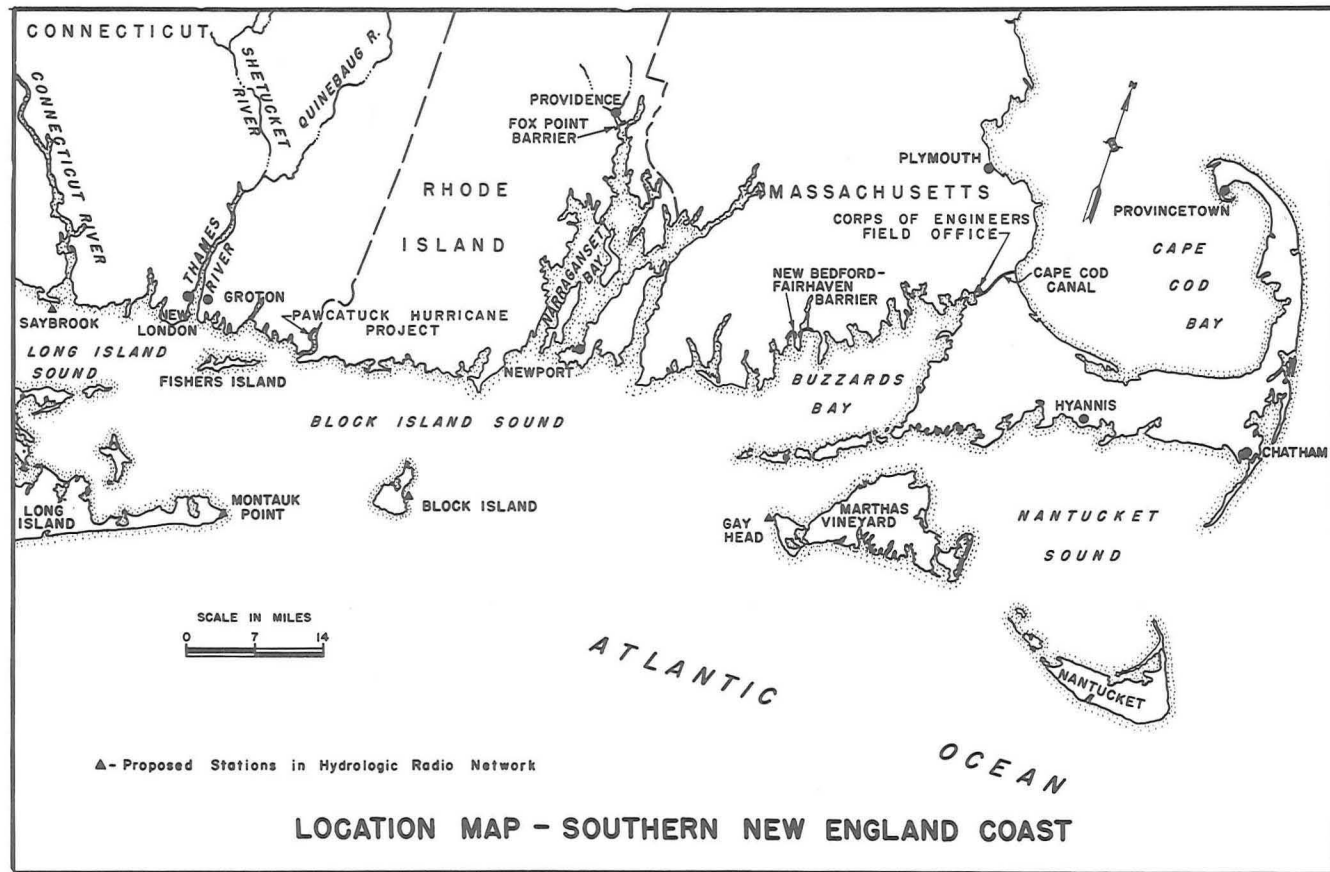 CONNECTICUT
CONNECTICUT RIVER
SHETUCKET
RIVER
QUINEBAUG R.
PROVIDENCE
FOX POINT
BARRIER
N
PLYMOUTH
RHODE
ISLAND
MASSACHUSETTS
CORPS OF ENGINEERS
FIELD OFFICE
PROVINCETOWN
CAPE
COD
BAY
THAMES
RIVER
NARRAGANSETT
BAY
NEW BEDFORD-
FAIRHAVEN
BARRIER
CAPE COD
CANAL
SAYBROOK
NEW
LONDON
GROTON
PAWCATUCK HURRICANE
PROJECT
LONG ISLAND
SOUND
FISHERS ISLAND
NEWPORT
BUZZARDS
BAY
HYANNIS
BLOCK ISLAND SOUND
CHATHAM
LONG
ISLAND
MONTAUK
POINT
BLOCK ISLAND
GAY
HEAD
MARTHAS
VINEYARD
NANTUCKET
SOUND
SCALE IN MILES
0 7 14
ATLANTIC
OCEAN
NANTUCKET
▲- Proposed Stations in Hydrologic Radio Network
LOCATION MAP - SOUTHERN NEW ENGLAND COAST